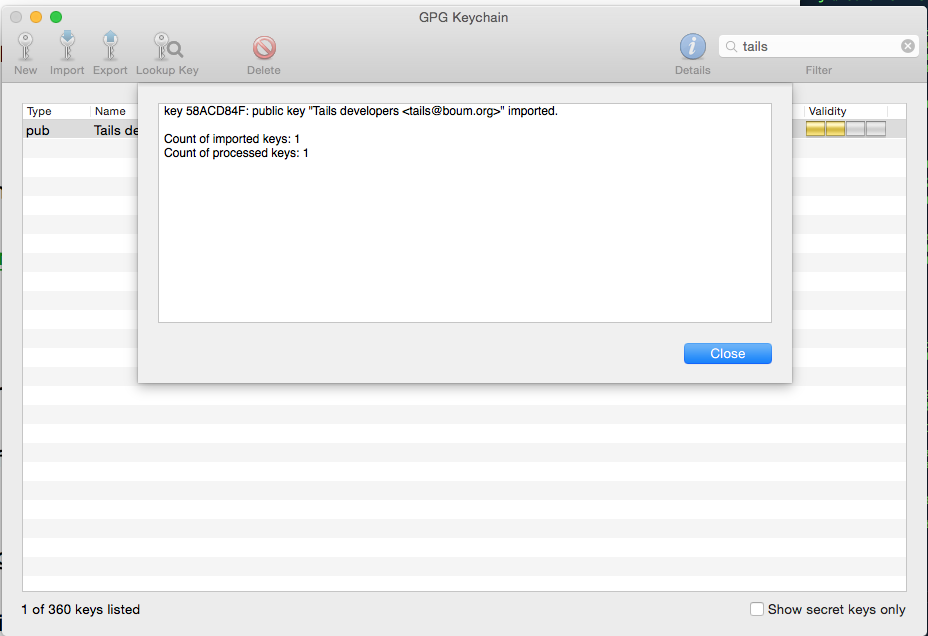 GPG Keychain
New Import Export Lookup Key Delete Details Filter
tails
Type Name Validity
pub Tails de
key 58ACD84F: public key "Tails developers <tails@boum.org>" imported.
Count of imported keys: 1
Count of processed keys: 1
Close
1 of 360 keys listed
Show secret keys only